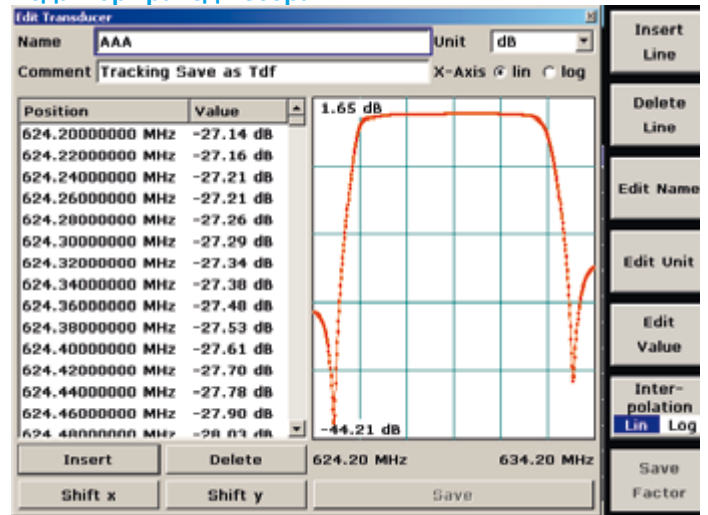 Edit Transducer
Name AAA Unit dB
Comment Tracking Save as Tdf X-Axis lin log
Position Value
624.20000000 MHz -27.14 dB
624.22000000 MHz -27.16 dB
624.24000000 MHz -27.21 dB
624.26000000 MHz -27.21 dB
624.28000000 MHz -27.26 dB
624.30000000 MHz -27.29 dB
624.32000000 MHz -27.34 dB
624.34000000 MHz -27.38 dB
624.36000000 MHz -27.48 dB
624.38000000 MHz -27.53 dB
624.40000000 MHz -27.61 dB
624.42000000 MHz -27.70 dB
624.44000000 MHz -27.78 dB
624.46000000 MHz -27.90 dB
624.48000000 MHz -28.03 dB
1.65 dB
-44.21 dB
624.20 MHz 634.20 MHz
Insert Delete
Shift x Shift y Save
Insert
Line
Delete
Line
Edit Name
Edit Unit
Edit
Value
Inter-
polation
Lin Log
Save
Factor